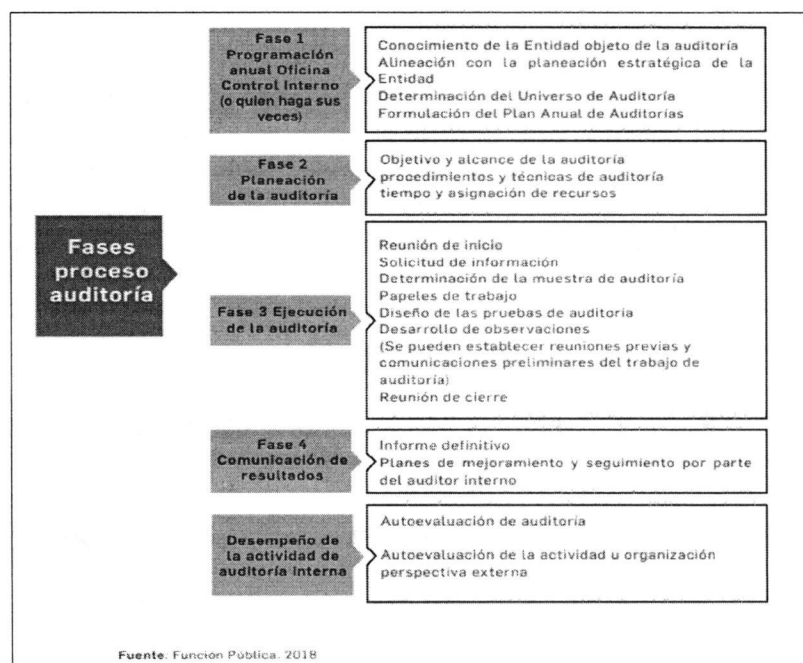 Fases
proceso
auditoría
Fase 1
Programación
anual Oficina
Control Interno
(o quien haga sus
veces)
Conocimiento de la Entidad objeto de la auditoría
Alineación con la planeación estratégica de la
Entidad
Determinación del Universo de Auditoría
Formulación del Plan Anual de Auditorías
Fase 2
Planeación
de la auditoría
Objetivo y alcance de la auditoría
procedimientos y técnicas de auditoría
tiempo y asignación de recursos
Fase 3 Ejecución
de la auditoría
Reunión de inicio
Solicitud de información
Determinación de la muestra de auditoría
Papeles de trabajo
Diseño de las pruebas de auditoría
Desarrollo de observaciones
(Se pueden establecer reuniones previas y
comunicaciones preliminares del trabajo de
auditoría)
Reunión de cierre
Fase 4
Comunicación de
resultados
Informe definitivo
Planes de mejoramiento y seguimiento por parte
del auditor interno
Desempeño de
la actividad de
auditoría interna
Autoevaluación de auditoría
Autoevaluación de la actividad u organización
perspectiva externa
Fuente. Función Pública. 2018